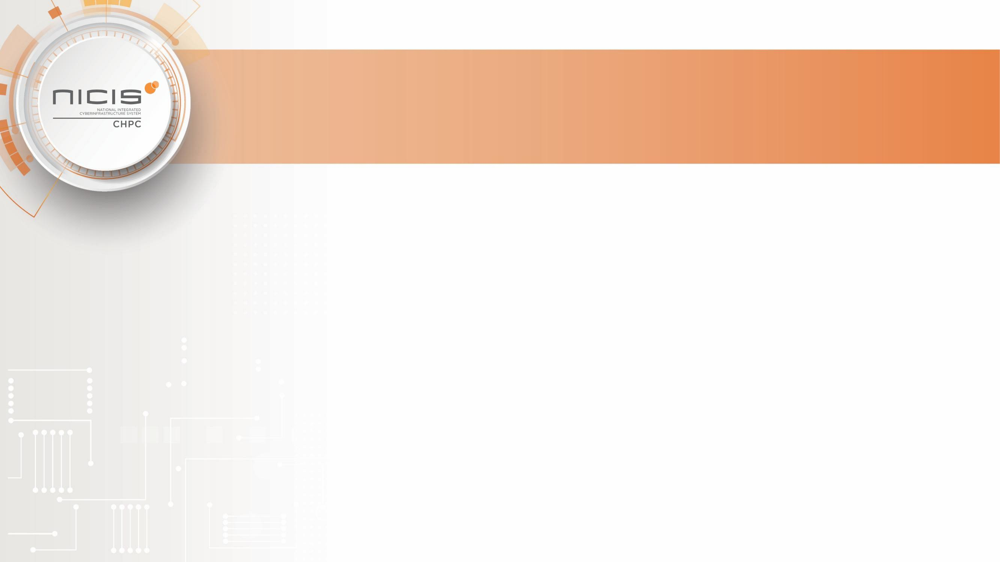 NICIS
NATIONAL INTEGRATED
CYBERINFRASTRUCTURE SYSTEM
CHPC